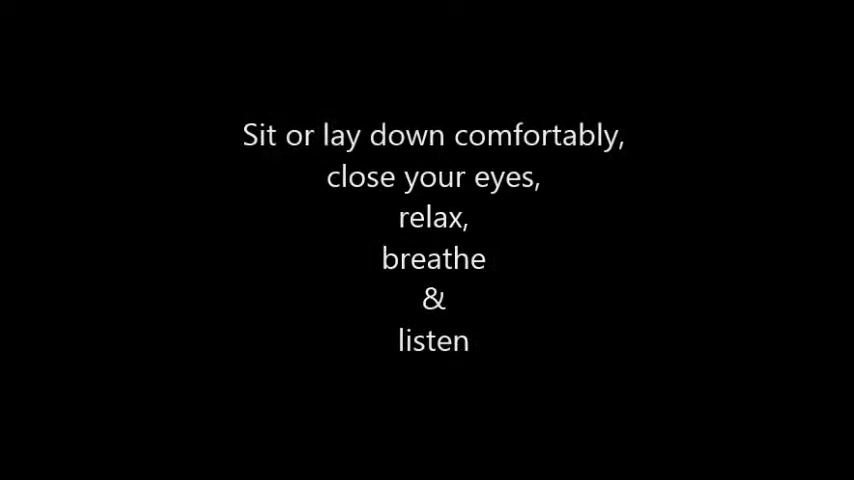 Sit or lay down comfortably,
close your eyes,
relax,
breathe
&
listen